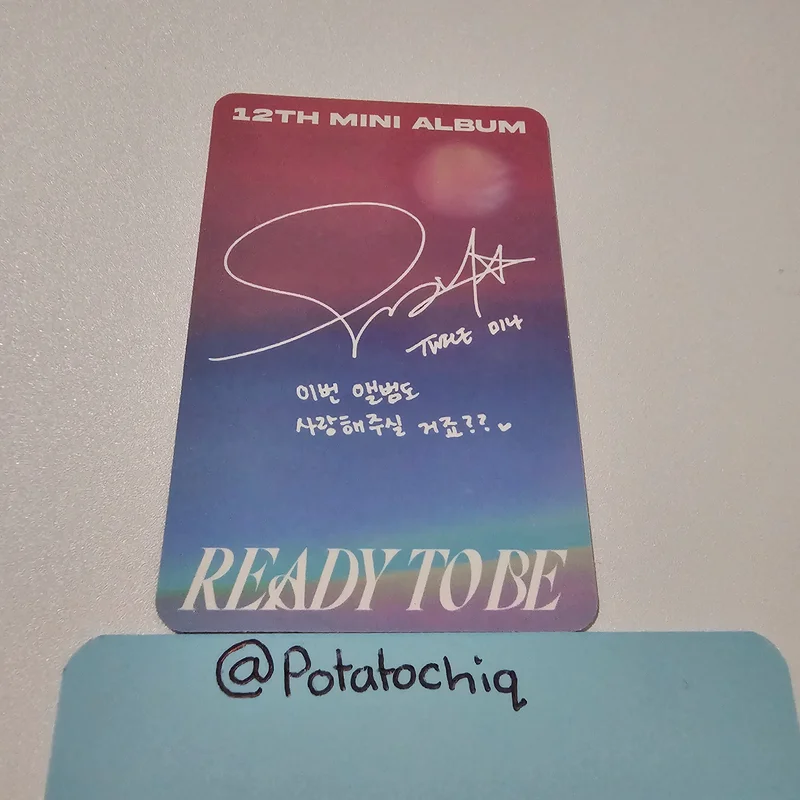 12TH MINI ALBUM
TWICE 미나
이번 앨범도
사랑해주실 거죠??♥
READY TO BE
@Potatochiq